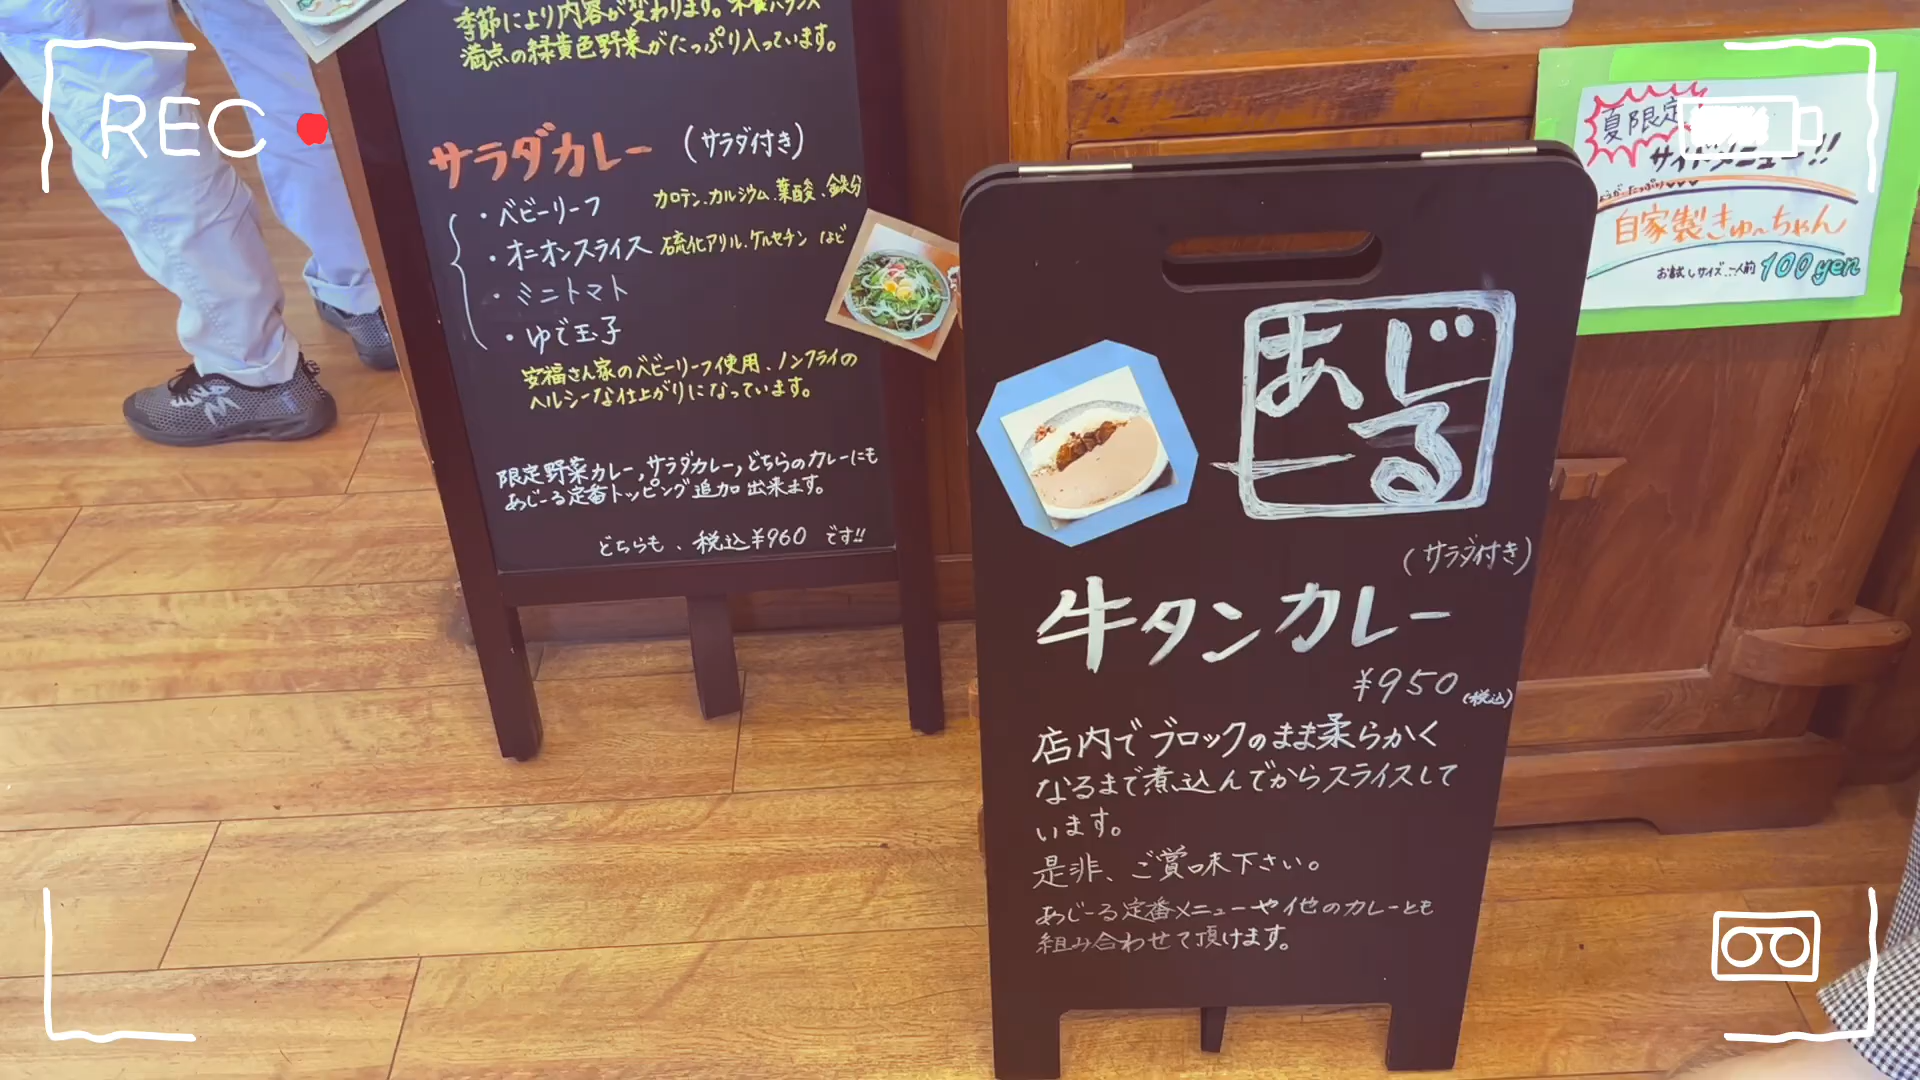 REC
季節により内容が変わります。栄養バランス
満点の緑黄色野菜がたっぷり入っています。
サラダカレー (サラダ付き)
・ベビーリーフ カロテン、カルシウム、葉酸、鉄分
・オニオンスライス 硫化アリル、ケルセチン など
・ミニトマト
・ゆで玉子
安福さん家のベビーリーフ使用、ノンフライの
ヘルシーな仕上がりになっています。
限定野菜カレー,サラダカレー,どちらのカレーにも
あじーる定番トッピング追加出来ます。
どちらも、税込¥960 です!!
あじーる
(サラダ付き)
牛タンカレー
¥950(税込)
店内でブロックのまま柔らかく
なるまで煮込んでからスライスして
います。
是非、ご賞味下さい。
あじーる定番メニューや他のカレーとも
組み合わせて頂けます。
夏限定
サイドメニュー!!
自家製きゅーちゃん
お試しサイズ 100yen